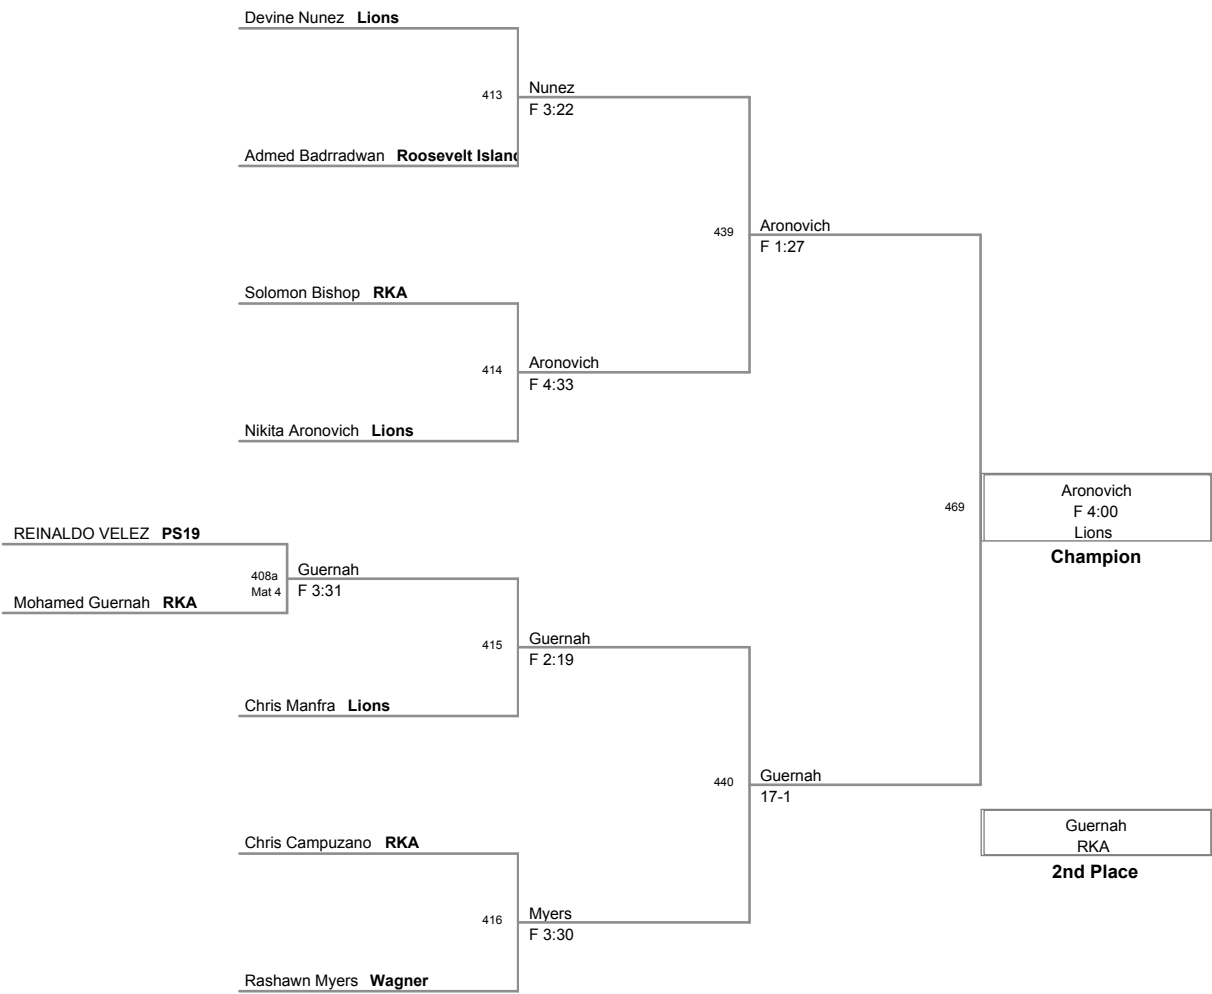 Devine Nunez Lions
Nunez
413
F 3:22
Admed Badrradwan Roosevelt Island
Aronovich
439
F 1:27
Solomon Bishop RKA
Aronovich
414
F 4:33
Nikita Aronovich Lions
Aronovich
F 4:00
Lions
469
Champion
REINALDO VELEZ PS19
Guernah
408a
Mat 4 F 3:31
Mohamed Guernah RKA
Guernah
415
F 2:19
Chris Manfra Lions
Guernah
440
17-1
Guernah
RKA
2nd Place
Chris Campuzano RKA
Myers
416
F 3:30
Rashawn Myers Wagner